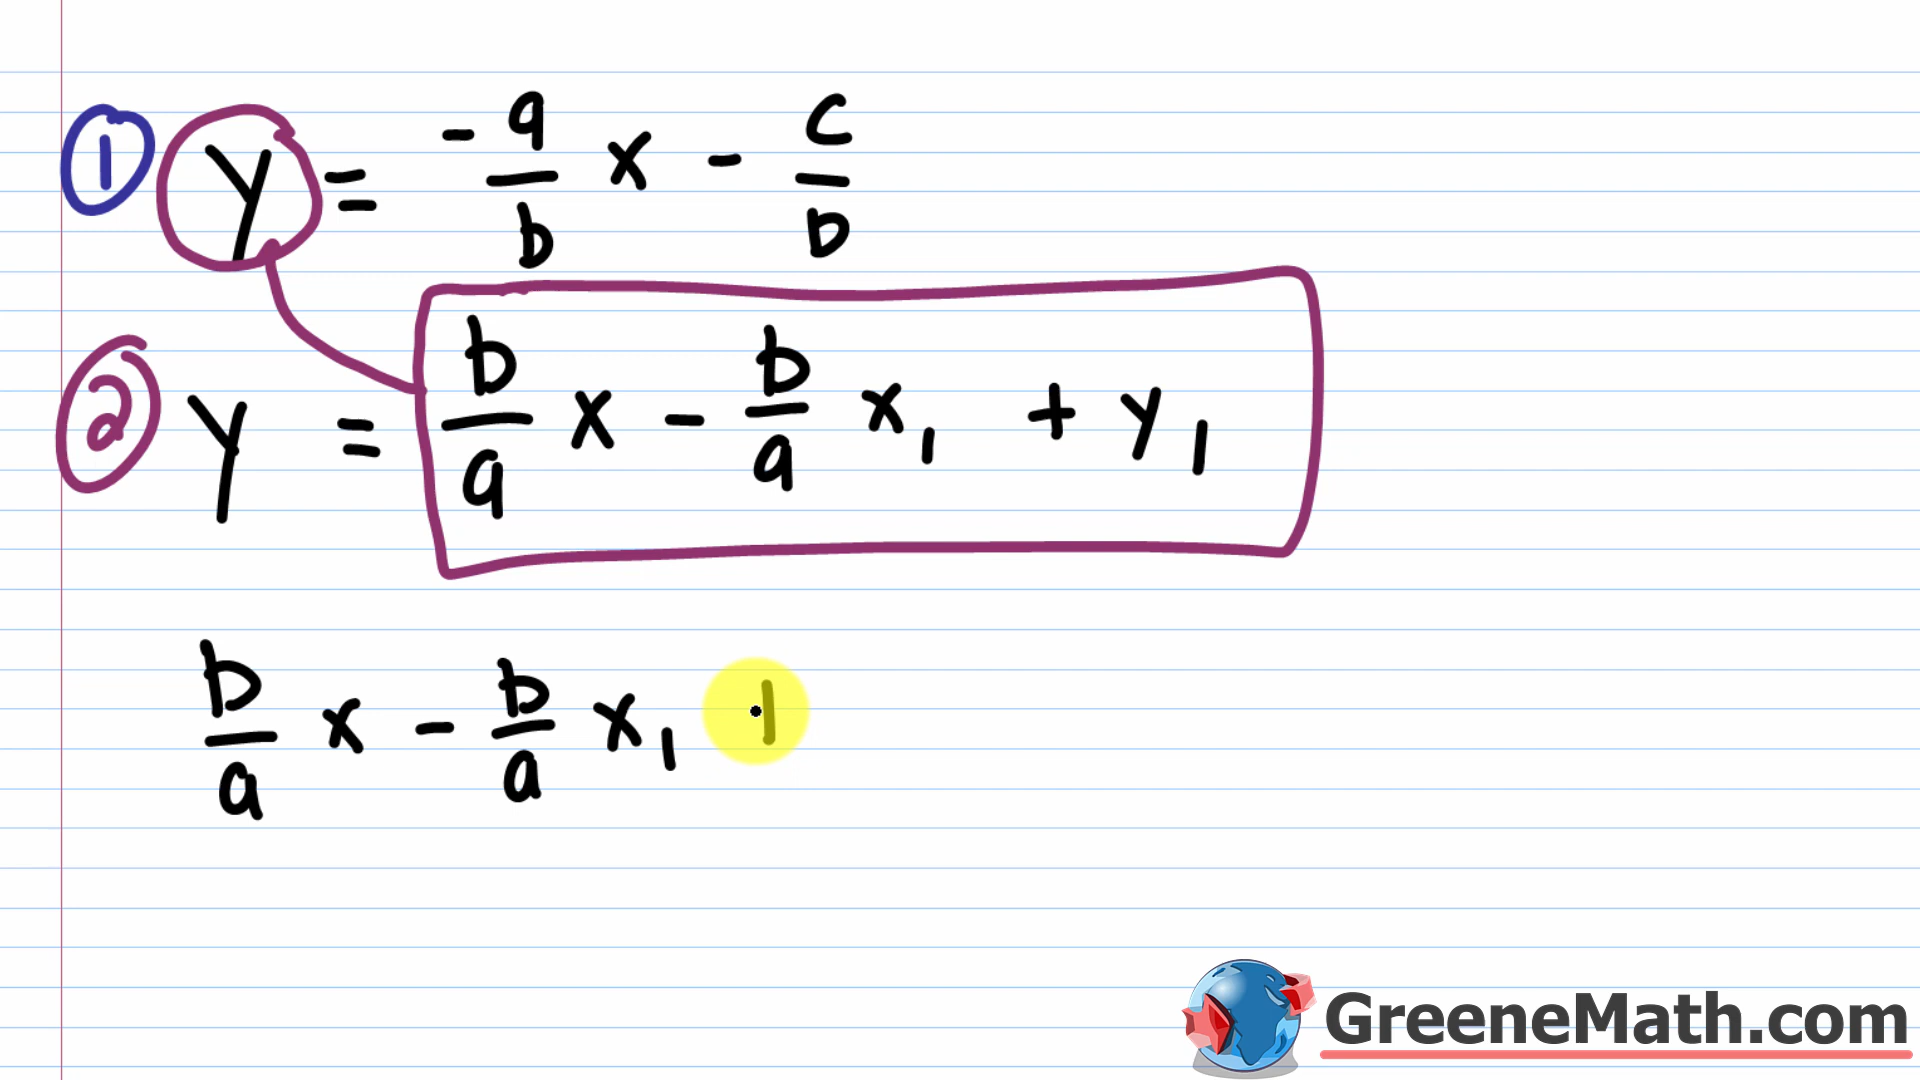 ① y = -a/b x - c/b
② y = b/a x - b/a x₁ + y₁
b/a x - b/a x₁ |
GreeneMath.com